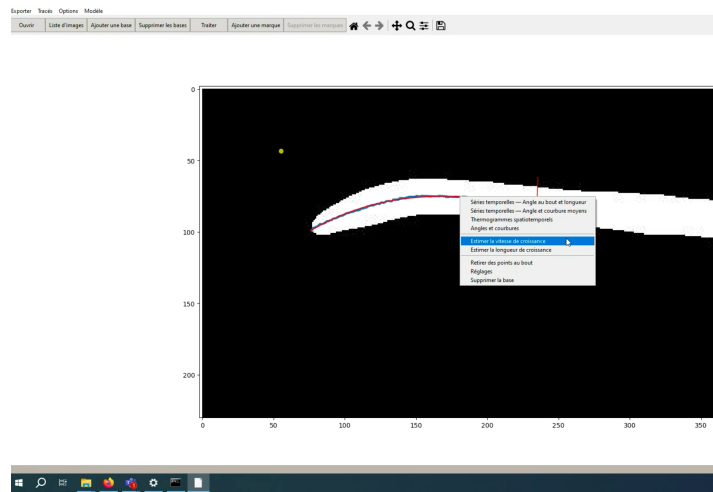 Exporter Tracés Options Modèle
Ouvrir Liste d'images Ajouter une base Supprimer les bases Traiter Ajouter une marque Supprimer les marques
0
50
100
150
200
0 50 100 150 200 250 300 350
Séries temporelles — Angle au bout et longueur
Séries temporelles — Angle et courbure moyens
Thermogrammes spatiotemporels
Angles et courbures
Estimer la vitesse de croissance
Estimer la longueur de croissance
Retirer des points au bout
Réglages
Supprimer la base